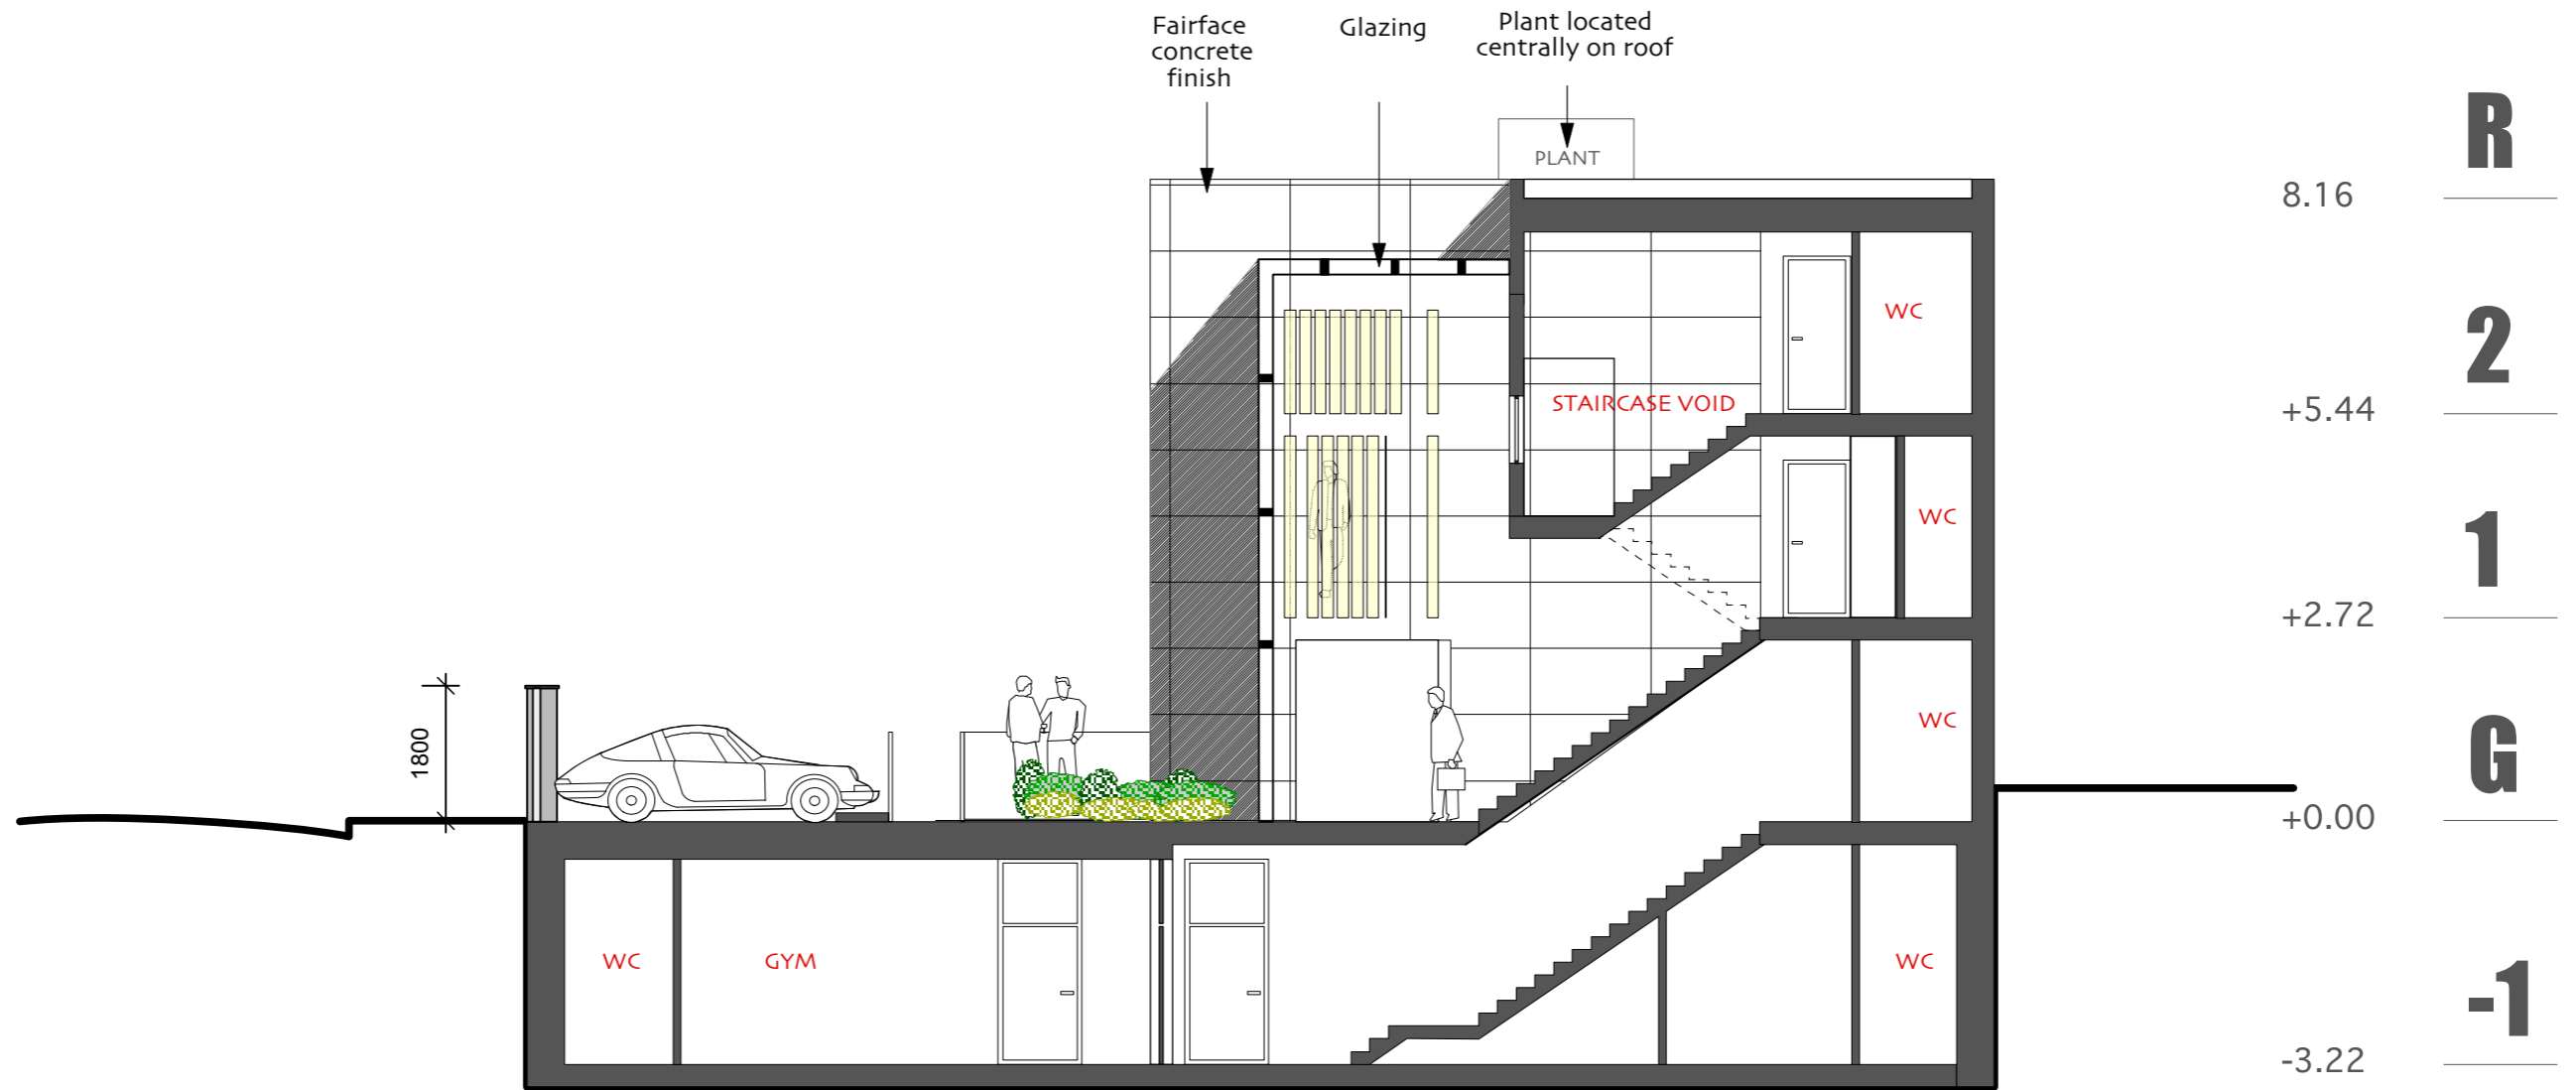 Fairface
concrete
finish
Glazing
Plant located
centrally on roof
PLANT
R
8.16
WC
2
STAIRCASE VOID
+5.44
WC
1
+2.72
1800
WC
G
+0.00
WC
GYM
WC
-1
-3.22